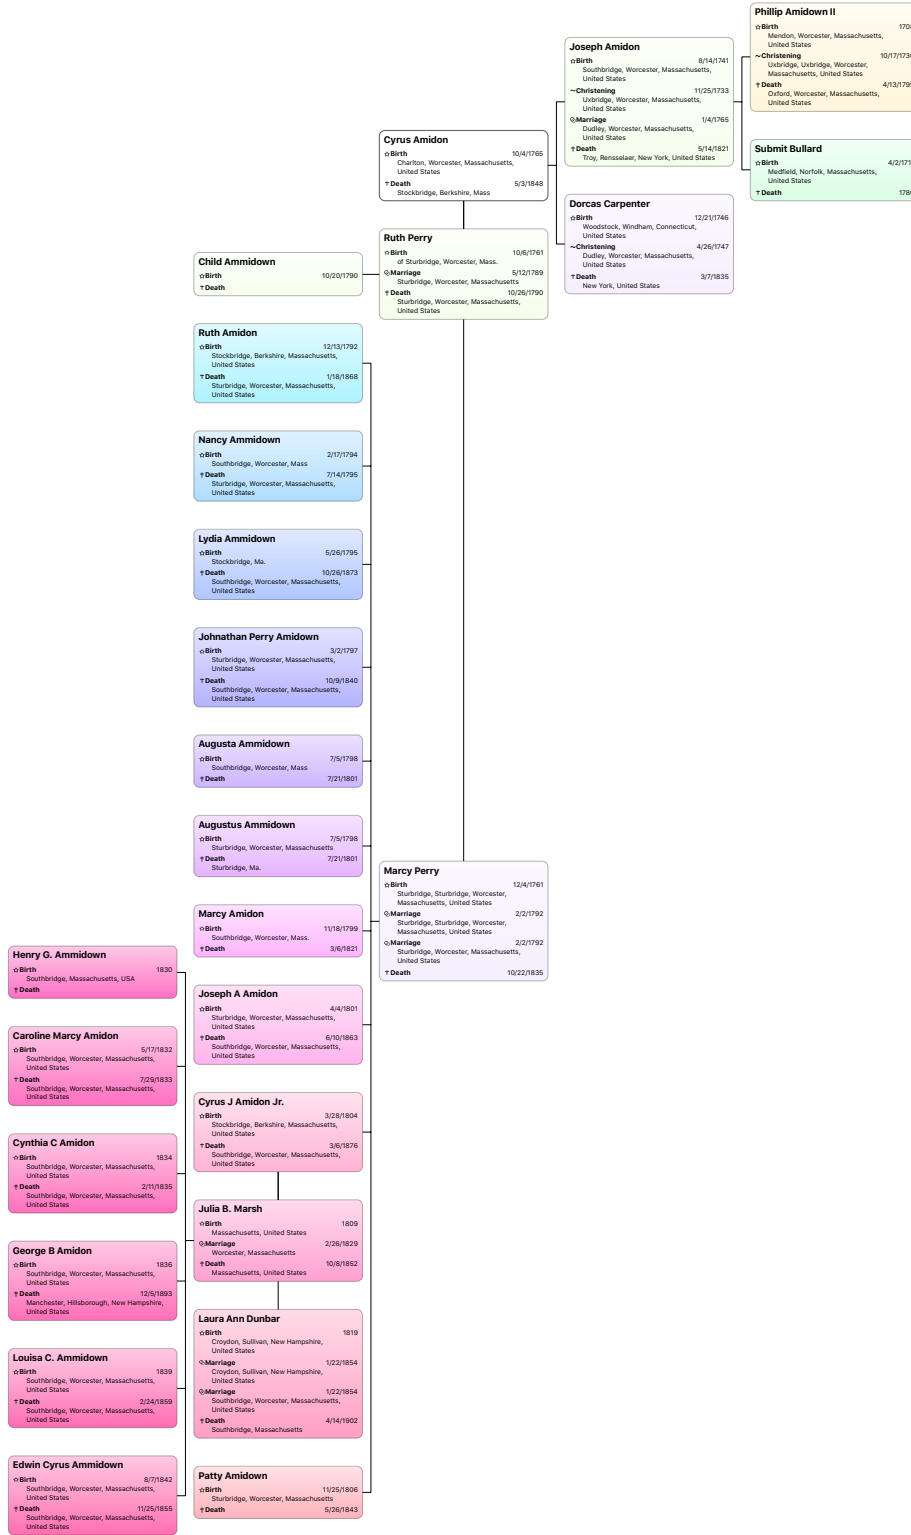 Phillip Amidown II
☆Birth
Mendon, Worcester, Massachusetts,
United States
~Christening 10/17/173
Uxbridge, Uxbridge, Worcester,
Massachusetts, United States
†Death 4/13/179
Oxford, Worcester, Massachusetts,
United States
Submit Bullard
☆Birth 4/2/171
Medfield, Norfolk, Massachusetts,
United States
†Death 178
Joseph Amidon
☆Birth 8/14/1741
Southbridge, Worcester, Massachusetts,
United States
~Christening 11/25/1733
Uxbridge, Worcester, Massachusetts,
United States
Marriage 1/4/1765
Dudley, Worcester, Massachusetts,
United States
†Death 5/14/1821
Troy, Rensselaer, New York, United States
Dorcas Carpenter
☆Birth 12/21/1746
Woodstock, Windham, Connecticut,
United States
~Christening 4/26/1747
Dudley, Worcester, Massachusetts,
United States
†Death 3/7/1835
New York, United States
Cyrus Amidon
☆Birth 10/4/1765
Charlton, Worcester, Massachusetts,
United States
†Death 5/3/1848
Stockbridge, Berkshire, Mass
Ruth Perry
☆Birth 10/6/1761
of Sturbridge, Worcester, Mass.
Marriage 5/12/1789
Sturbridge, Worcester, Massachusetts
†Death 10/26/1790
Sturbridge, Worcester, Massachusetts,
United States
Child Ammidown
☆Birth 10/20/1790
†Death
Ruth Amidon
☆Birth 12/13/1792
Stockbridge, Berkshire, Massachusetts,
United States
†Death 1/18/1868
Sturbridge, Worcester, Massachusetts,
United States
Nancy Ammidown
☆Birth 2/17/1794
Southbridge, Worcester, Mass
†Death 7/14/1795
Sturbridge, Worcester, Massachusetts,
United States
Lydia Ammidown
☆Birth 5/26/1795
Stockbridge, Ma.
†Death 10/26/1873
Southbridge, Worcester, Massachusetts,
United States
Johnathan Perry Amidown
☆Birth 3/2/1797
Sturbridge, Worcester, Massachusetts,
United States
†Death 10/9/1840
Southbridge, Worcester, Massachusetts,
United States
Augusta Ammidown
☆Birth 7/5/1798
Southbridge, Worcester, Mass
†Death 7/21/1801
Augustus Ammidown
☆Birth 7/5/1798
Sturbridge, Worcester, Massachusetts
†Death 7/21/1801
Sturbridge, Ma.
Marcy Perry
☆Birth 12/4/1761
Sturbridge, Sturbridge, Worcester,
Massachusetts, United States
Marriage 2/2/1792
Sturbridge, Sturbridge, Worcester,
Massachusetts, United States
Marriage 2/2/1792
Sturbridge, Worcester, Massachusetts,
United States
†Death 10/22/1835
Marcy Amidon
☆Birth 11/18/1799
Southbridge, Worcester, Mass.
†Death 3/6/1821
Joseph A Amidon
☆Birth 4/4/1801
Sturbridge, Worcester, Massachusetts,
United States
†Death 6/10/1863
Southbridge, Worcester, Massachusetts,
United States
Cyrus J Amidon Jr.
☆Birth 3/28/1804
Stockbridge, Berkshire, Massachusetts,
United States
†Death 3/6/1876
Southbridge, Worcester, Massachusetts,
United States
Julia B. Marsh
☆Birth 1809
Massachusetts, United States
Marriage 2/26/1829
Worcester, Massachusetts
†Death 10/8/1852
Massachusetts, United States
Laura Ann Dunbar
☆Birth 1819
Croydon, Sullivan, New Hampshire,
United States
Marriage 1/22/1854
Croydon, Sullivan, New Hampshire,
United States
Marriage 1/22/1854
Southbridge, Worcester, Massachusetts,
United States
†Death 4/14/1902
Southbridge, Massachusetts
Patty Amidown
☆Birth 11/25/1806
Sturbridge, Worcester, Massachusetts
†Death 5/26/1843
Henry G. Ammidown
☆Birth 1830
Southbridge, Massachusetts, USA
†Death
Caroline Marcy Amidon
☆Birth 5/17/1832
Southbridge, Worcester, Massachusetts,
United States
†Death 7/29/1833
Southbridge, Worcester, Massachusetts,
United States
Cynthia C Amidon
☆Birth 1834
Southbridge, Worcester, Massachusetts,
United States
†Death 2/11/1835
Southbridge, Worcester, Massachusetts,
United States
George B Amidon
☆Birth 1836
Southbridge, Worcester, Massachusetts,
United States
†Death 12/5/1893
Manchester, Hillsborough, New Hampshire,
United States
Louisa C. Ammidown
☆Birth 1839
Southbridge, Worcester, Massachusetts,
United States
†Death 2/24/1859
Southbridge, Worcester, Massachusetts,
United States
Edwin Cyrus Ammidown
☆Birth 8/7/1842
Southbridge, Worcester, Massachusetts,
United States
†Death 11/25/1855
Southbridge, Worcester, Massachusetts,
United States